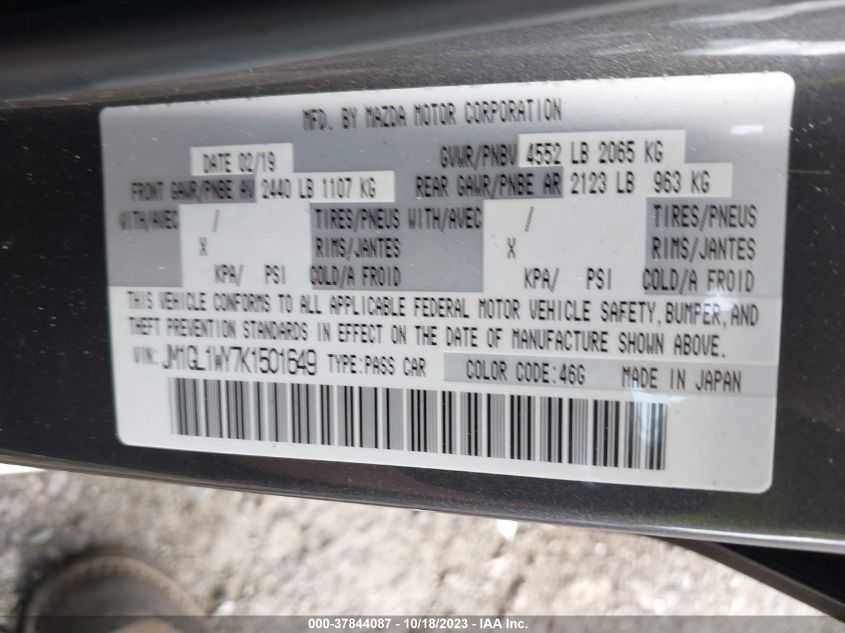 MFD. BY MAZDA MOTOR CORPORATION
DATE 02/19 GVWR/PNBV 4552 LB 2065 KG
FRONT GAWR/PNBE AV 2440 LB 1107 KG REAR GAWR/PNBE AR 2123 LB 963 KG
WITH/AVEC / TIRES/PNEUS WITH/AVEC / TIRES/PNEUS
X RIMS/JANTES X RIMS/JANTES
KPA/ PSI COLD/A FROID KPA/ PSI COLD/A FROID
THIS VEHICLE CONFORMS TO ALL APPLICABLE FEDERAL MOTOR VEHICLE SAFETY, BUMPER, AND
THEFT PREVENTION STANDARDS IN EFFECT ON THE DATE OF MANUFACTURE SHOWN ABOVE.
VIN: JM1GL1WY7K1501649 TYPE:PASS CAR COLOR CODE:46G MADE IN JAPAN
000-37844087 - 10/18/2023 - WWW.IAAI.COM